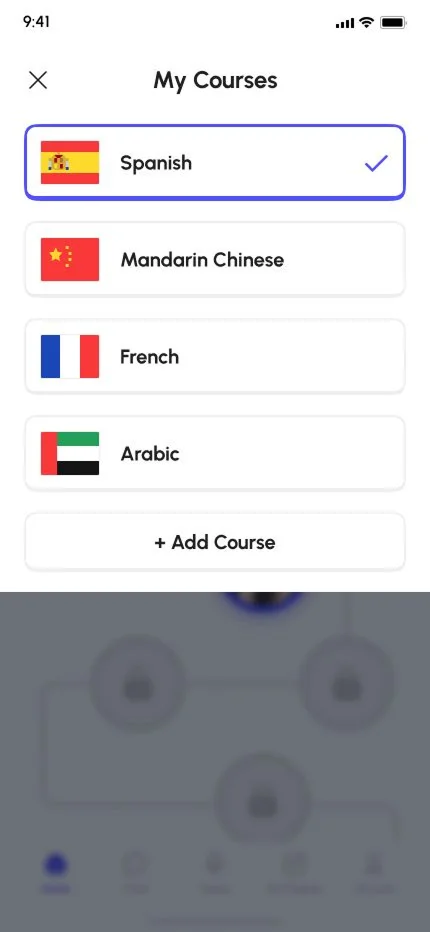 9:41
My Courses
Spanish
Mandarin Chinese
French
Arabic
+ Add Course